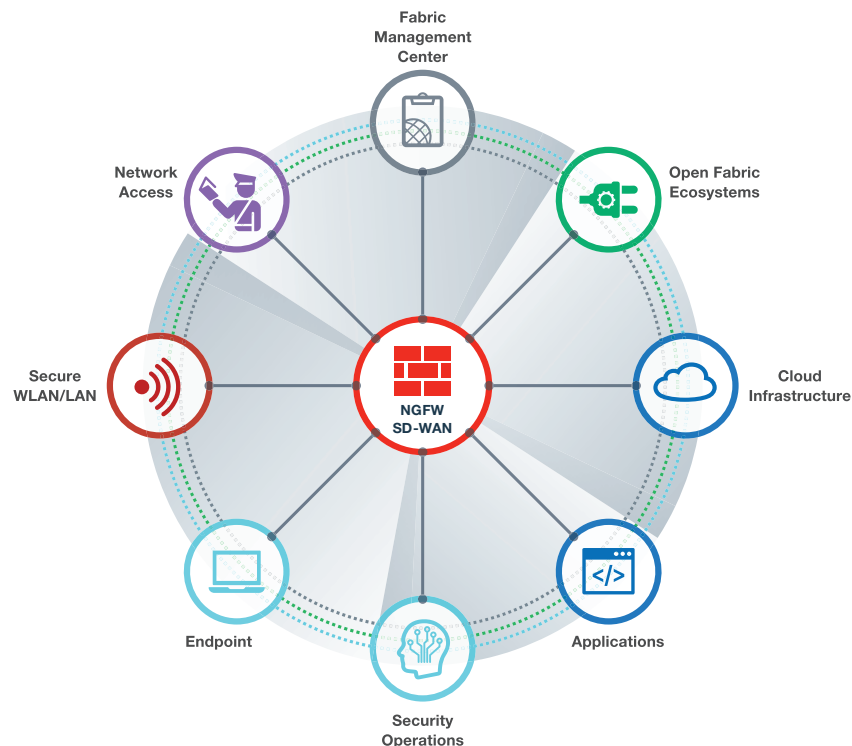 Fabric
Management
Center
Network
Access
Open Fabric
Ecosystems
Secure
WLAN/LAN
NGFW
SD-WAN
Cloud
Infrastructure
</>
Endpoint
Applications
Security
Operations